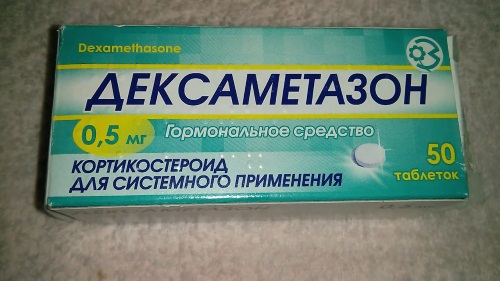 Dexamethasone
ДЕКСАМЕТАЗОН
0,5 мг
Гормональное средство
КОРТИКОСТЕРОИД
ДЛЯ СИСТЕМНОГО ПРИМЕНЕНИЯ
50
таблеток